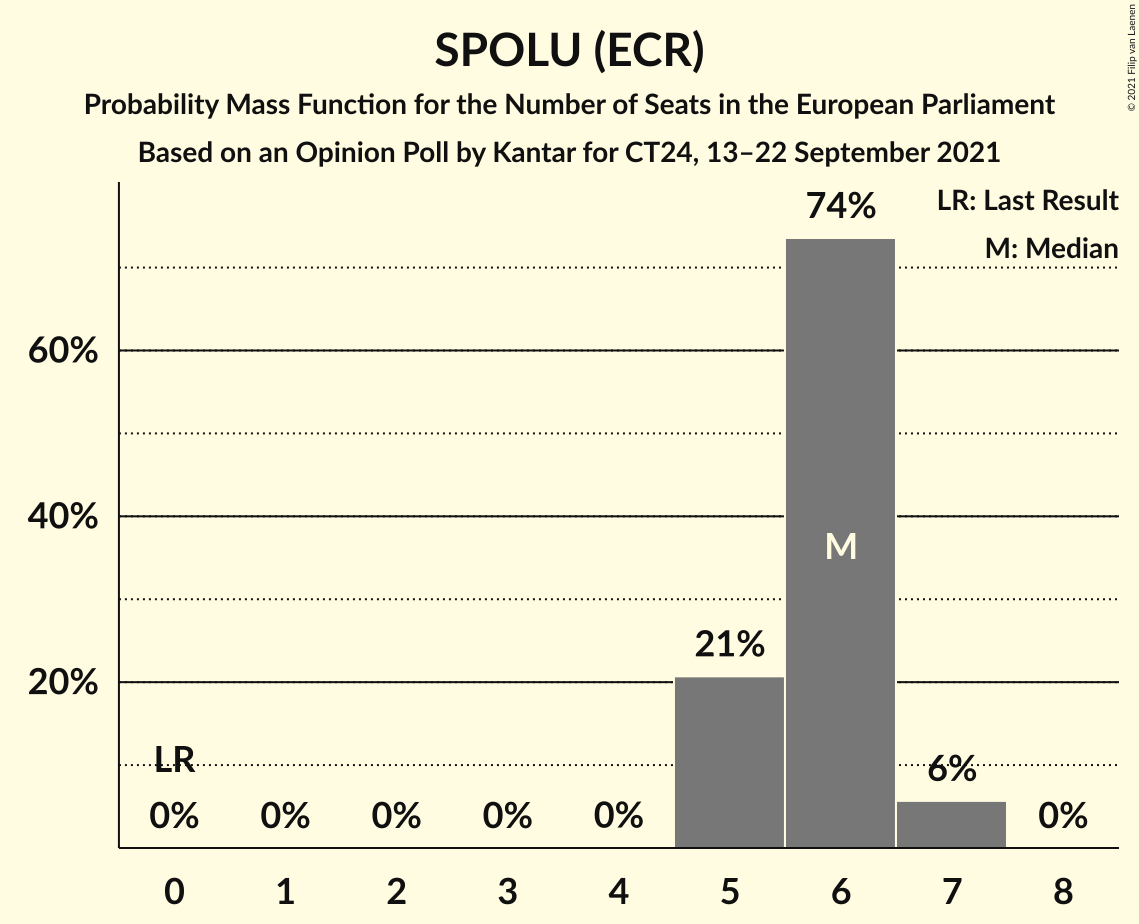 SPOLU (ECR)
Probability Mass Function for the Number of Seats in the European Parliament
Based on an Opinion Poll by Kantar for CT24, 13–22 September 2021
© 2021 Filip van Laenen
LR: Last Result
M: Median
74%
60%
40%
M
21%
20%
LR
6%
0% 0% 0% 0% 0% 0%
0 1 2 3 4 5 6 7 8